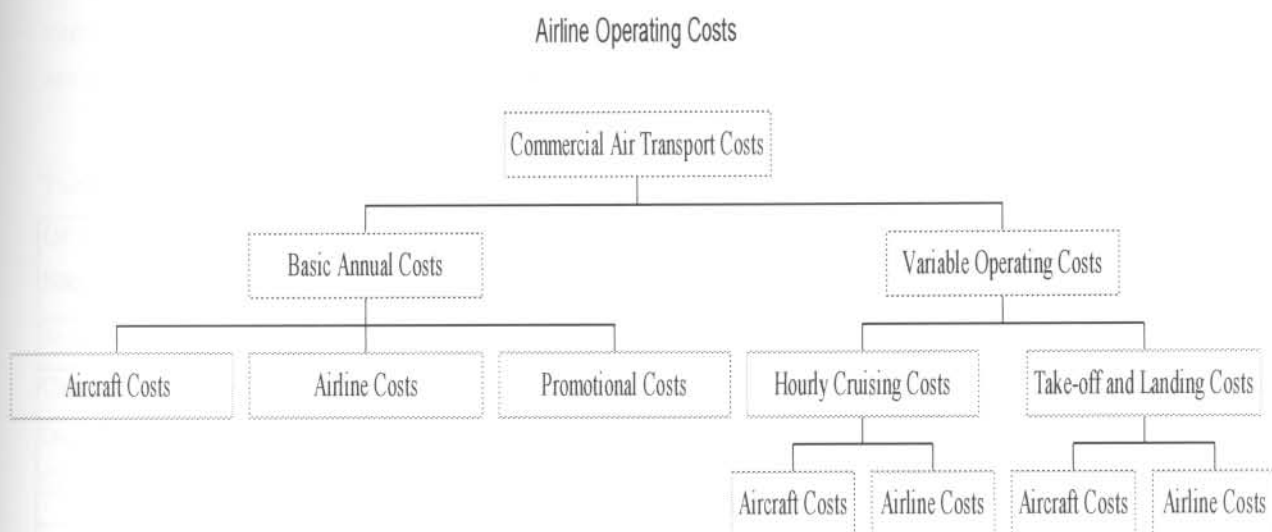 Airline Operating Costs
Commercial Air Transport Costs
Basic Annual Costs
Variable Operating Costs
Aircraft Costs
Airline Costs
Promotional Costs
Hourly Cruising Costs
Take-off and Landing Costs
Aircraft Costs
Airline Costs
Aircraft Costs
Airline Costs